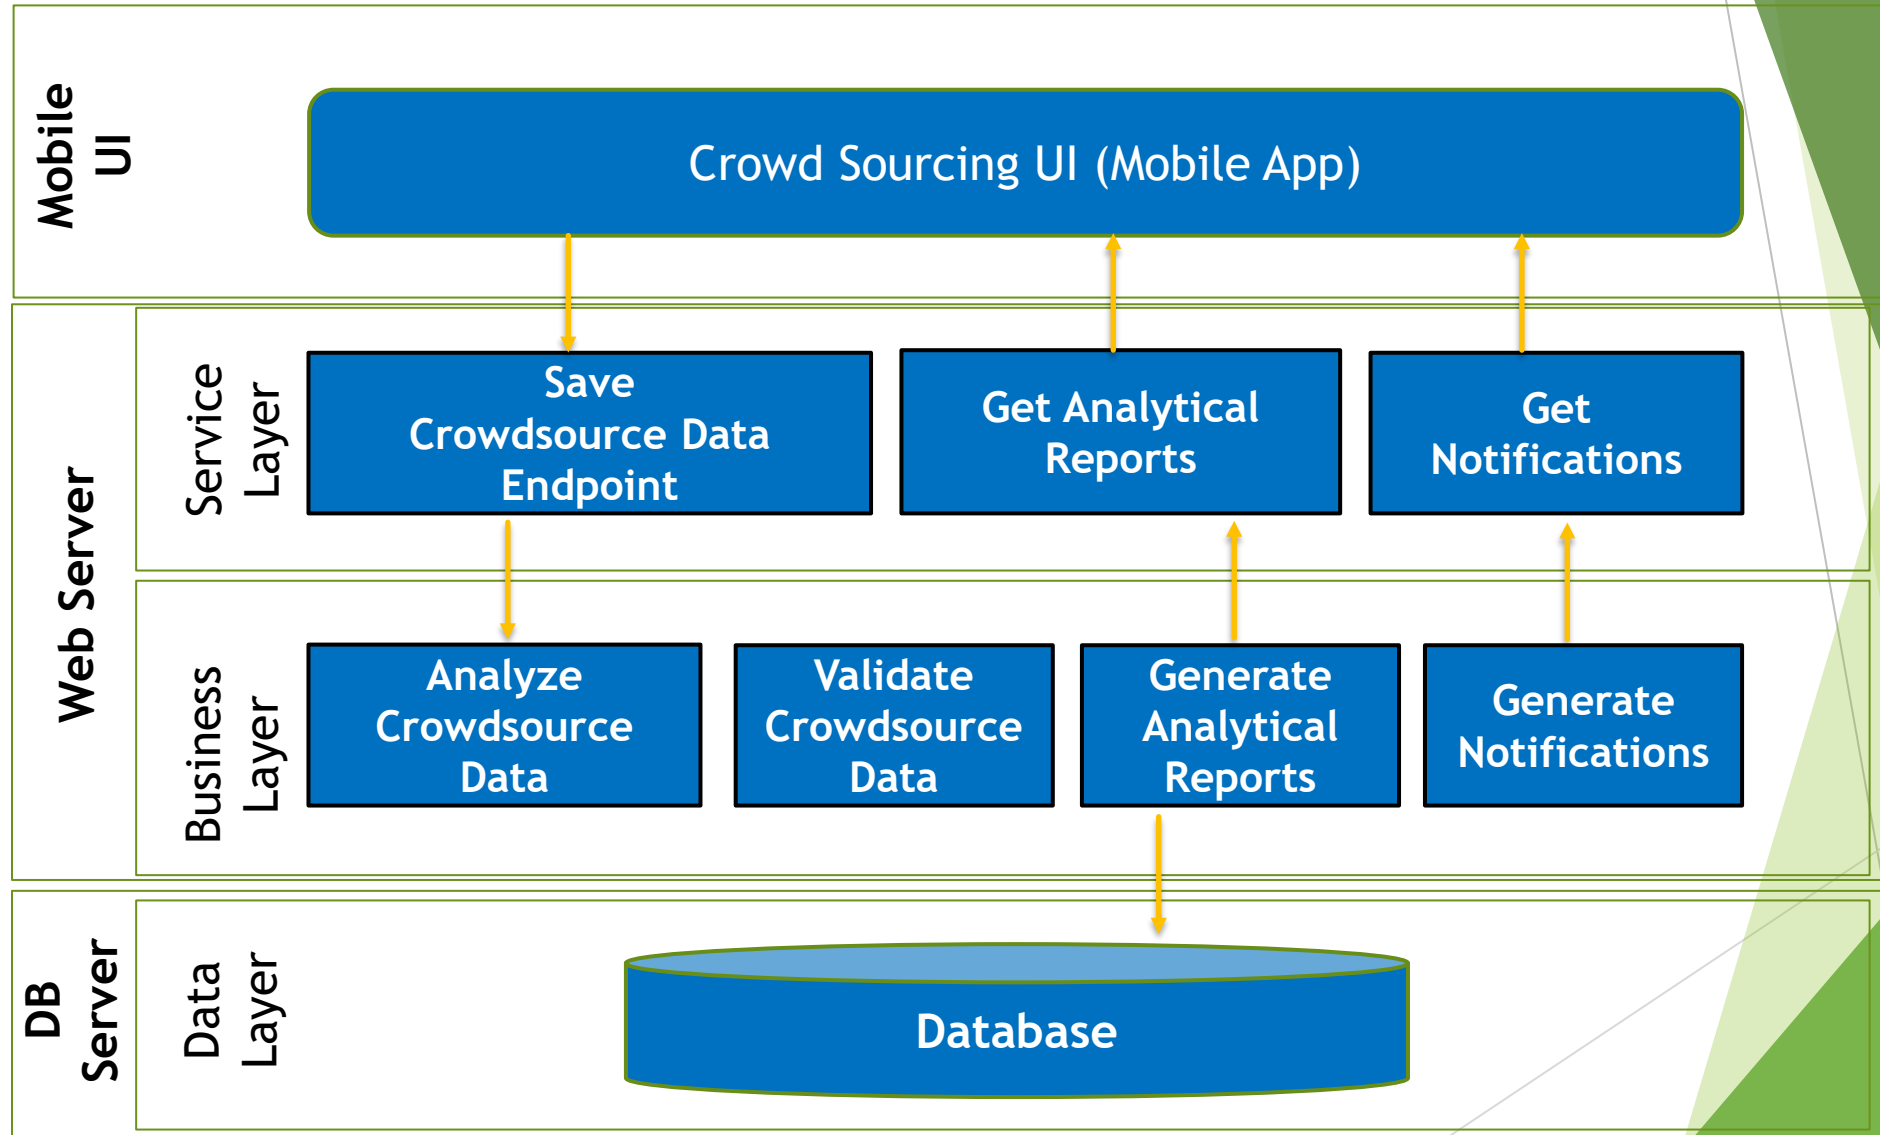 Mobile
UI
Crowd Sourcing UI (Mobile App)
Web Server
Service
Layer
Save
Crowdsource Data
Endpoint
Get Analytical
Reports
Get
Notifications
Business
Layer
Analyze
Crowdsource
Data
Validate
Crowdsource
Data
Generate
Analytical
Reports
Generate
Notifications
DB
Server
Data
Layer
Database